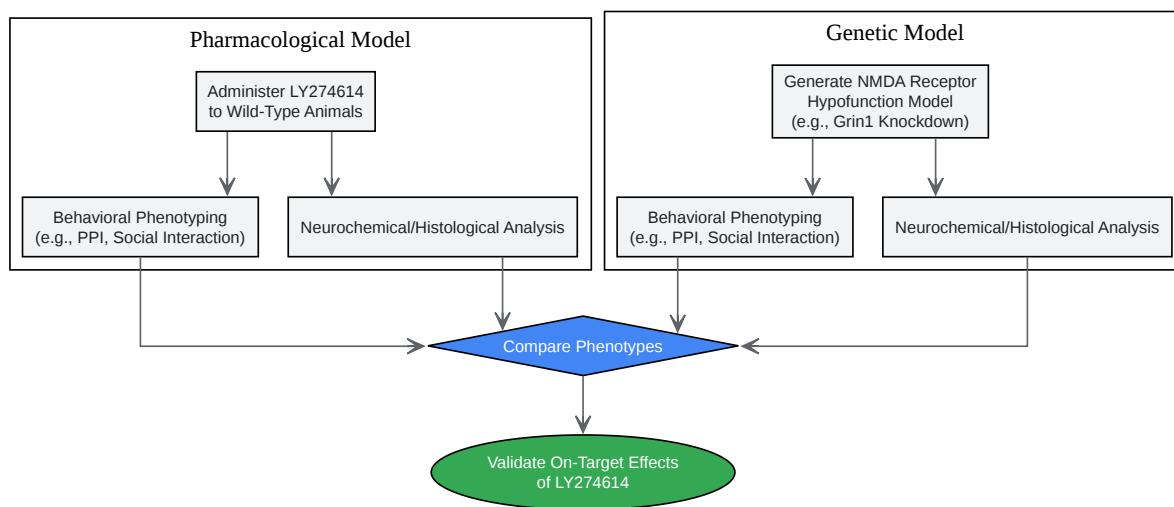 Pharmacological Model
Administer LY274614
to Wild-Type Animals
Behavioral Phenotyping
(e.g., PPI, Social Interaction)
Neurochemical/Histological Analysis
Genetic Model
Generate NMDA Receptor
Hypofunction Model
(e.g., Grin1 Knockdown)
Behavioral Phenotyping
(e.g., PPI, Social Interaction)
Neurochemical/Histological Analysis
Compare Phenotypes
Validate On-Target Effects
of LY274614